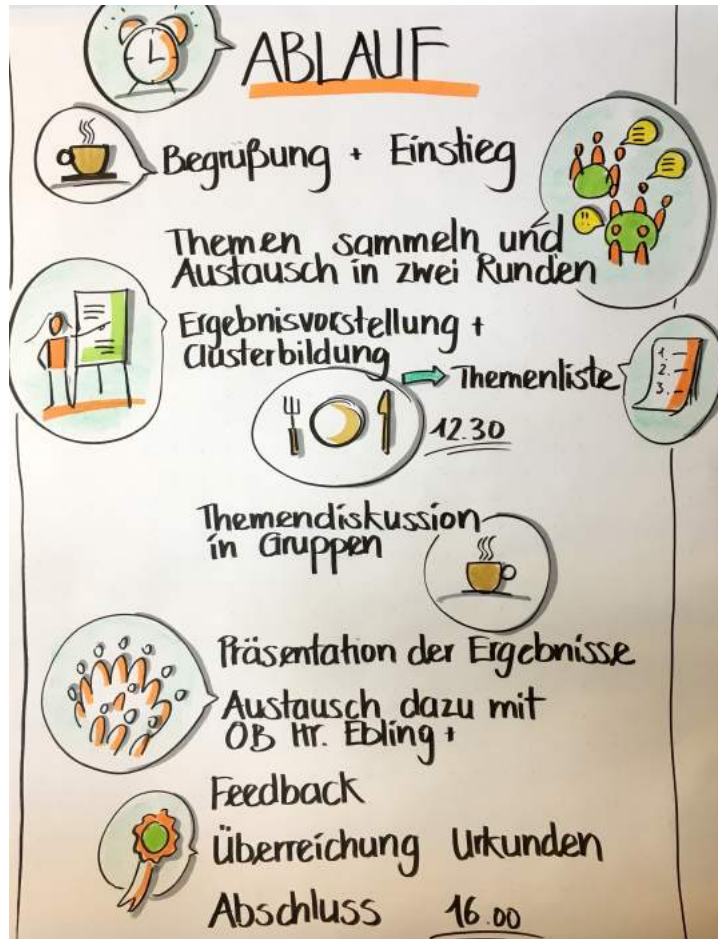 ABLAUF
Begrüßung + Einstieg
Themen sammeln und
Austausch in zwei Runden
Ergebnisvorstellung +
Clusterbildung
Themenliste
1.
2.
3.
12.30
Themendiskussion
in Gruppen
Präsentation der Ergebnisse
Austausch dazu mit
OB Hr. Ebling +
Feedback
Überreichung Urkunden
Abschluss 16.00